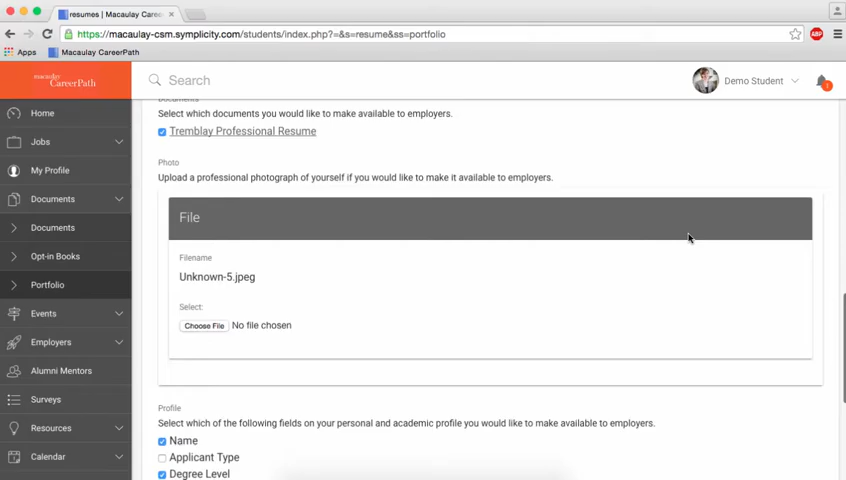 resumes | Macaulay Caree
https://macaulay-csm.symplicity.com/students/index.php?=&s=resume&ss=portfolio
ABP
Apps
Macaulay CareerPath
macaulay
CareerPath
Search
Demo Student
1
Home
Jobs
My Profile
Documents
Documents
Opt-in Books
Portfolio
Events
Employers
Alumni Mentors
Surveys
Resources
Calendar
Documents
Select which documents you would like to make available to employers.
Tremblay Professional Resume
Photo
Upload a professional photograph of yourself if you would like to make it available to employers.
File
Filename
Unknown-5.jpeg
Select:
Choose File No file chosen
Profile
Select which of the following fields on your personal and academic profile you would like to make available to employers.
Name
Applicant Type
Degree Level